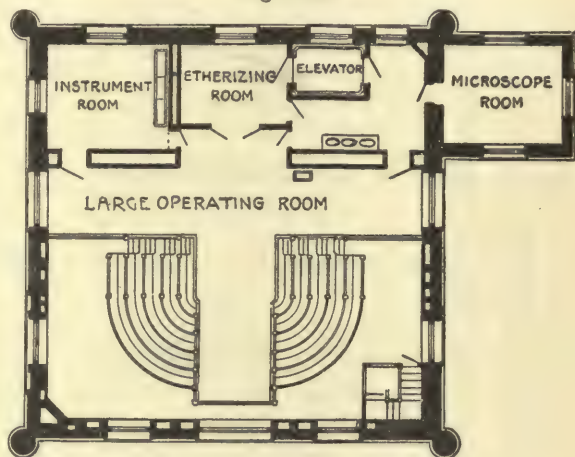 INSTRUMENT
ROOM
ETHERIZING
ROOM
ELEVATOR
MICROSCOPE
ROOM
LARGE OPERATING ROOM